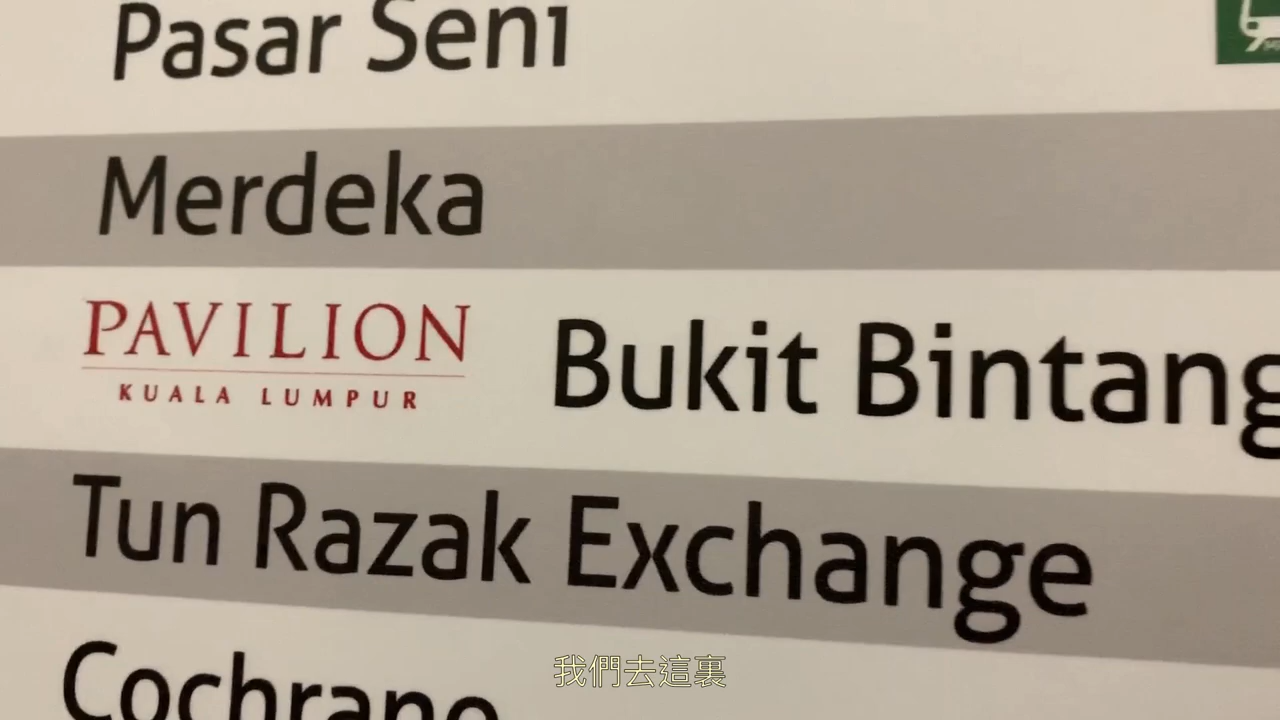 Pasar Seni
Merdeka
PAVILION
KUALA LUMPUR
Bukit Bintang
Tun Razak Exchange
Cochrane
我們去這裏